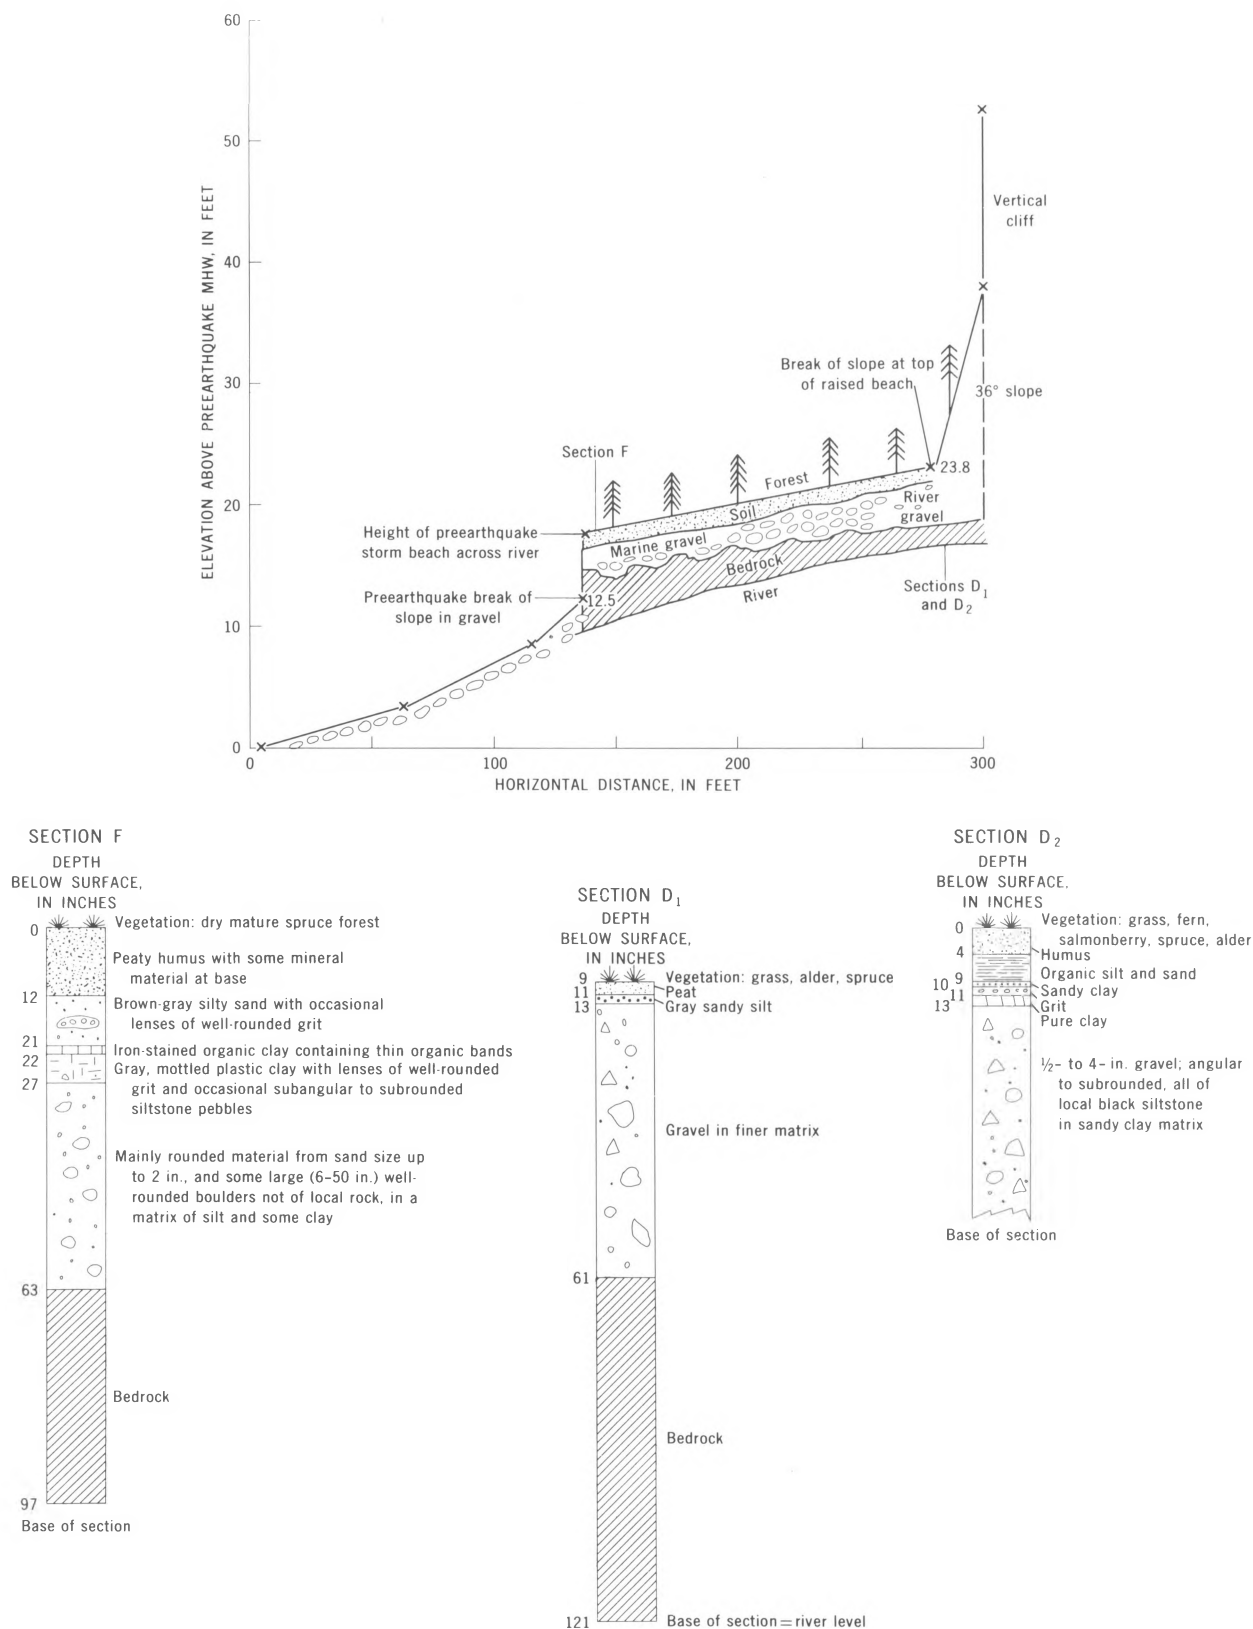 60
50
40
30
20
10
0
ELEVATION ABOVE PREEARTHQUAKE MHW, IN FEET
Vertical
cliff
Break of slope at top
of raised beach
36° slope
Section F
Forest
23.8
Soil
River
gravel
Height of preearthquake
storm beach across river
Marine gravel
Bedrock
Preearthquake break of
slope in gravel
12.5
River
Sections D1
and D2
0
100
200
300
HORIZONTAL DISTANCE, IN FEET
SECTION F
DEPTH
BELOW SURFACE,
IN INCHES
0
Vegetation: dry mature spruce forest
Peaty humus with some mineral
material at base
12
Brown-gray silty sand with occasional
lenses of well-rounded grit
21
Iron-stained organic clay containing thin organic bands
22
Gray, mottled plastic clay with lenses of well-rounded
27
grit and occasional subangular to subrounded
siltstone pebbles
Mainly rounded material from sand size up
to 2 in., and some large (6–50 in.) well-
rounded boulders not of local rock, in a
matrix of silt and some clay
63
Bedrock
97
Base of section
SECTION D1
DEPTH
BELOW SURFACE,
IN INCHES
9
Vegetation: grass, alder, spruce
11
Peat
13
Gray sandy silt
Gravel in finer matrix
61
Bedrock
121
Base of section = river level
SECTION D2
DEPTH
BELOW SURFACE,
IN INCHES
0
Vegetation: grass, fern,
salmonberry, spruce, alder
4
Humus
Organic silt and sand
10 9
Sandy clay
11
Grit
13
Pure clay
½- to 4- in. gravel; angular
to subrounded, all of
local black siltstone
in sandy clay matrix
Base of section